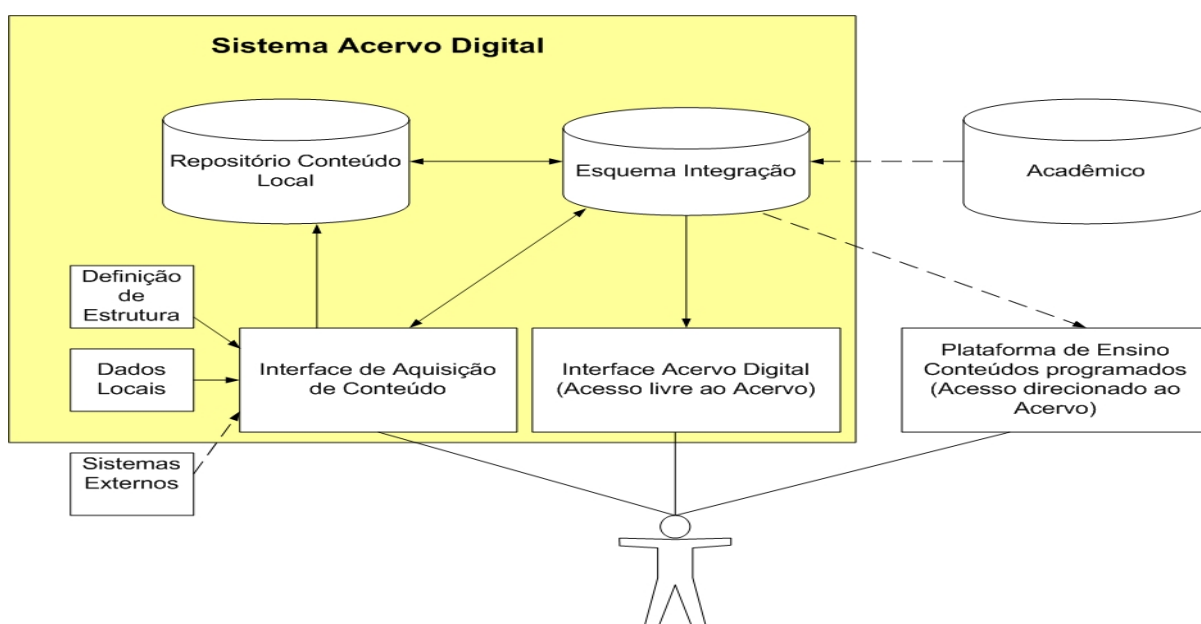 Sistema Acervo Digital
Repositório Conteúdo
Local
Esquema Integração
Acadêmico
Definição
de
Estrutura
Dados
Locais
Sistemas
Externos
Interface de Aquisição
de Conteúdo
Interface Acervo Digital
(Acesso livre ao Acervo)
Plataforma de Ensino
Conteúdos programados
(Acesso direcionado ao
Acervo)